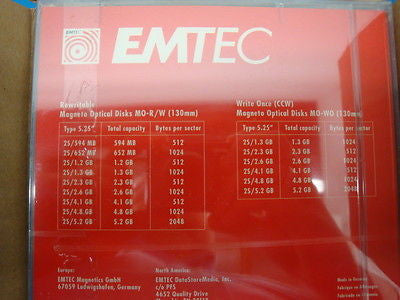 EMTEC
EMTEC
Rewritable
Magneto Optical Disks MO-R/W (130mm)
Type 5.25" Total capacity Bytes per sector
25/594 MB 594 MB 512
25/652 MB 652 MB 1024
25/1.2 GB 1.2 GB 512
25/1.3 GB 1.3 GB 1024
25/2.3 GB 2.3 GB 512
25/2.6 GB 2.6 GB 1024
25/4.1 GB 4.1 GB 512
25/4.8 GB 4.8 GB 1024
25/5.2 GB 5.2 GB 2048
Write Once (CCW)
Magneto Optical Disks MO-WO (130mm)
Type 5.25" Total capacity Bytes per sector
25/1.3 GB 1.3 GB 1024
25/2.3 GB 2.3 GB 512
25/2.6 GB 2.6 GB 1024
25/4.1 GB 4.1 GB 512
25/4.8 GB 4.8 GB 1024
25/5.2 GB 5.2 GB 2048
Europe:
EMTEC Magnetics GmbH
67059 Ludwigshafen, Germany
North America:
EMTEC DataStoreMedia, Inc.
c/o PFS
4652 Quality Drive
Made in Germany